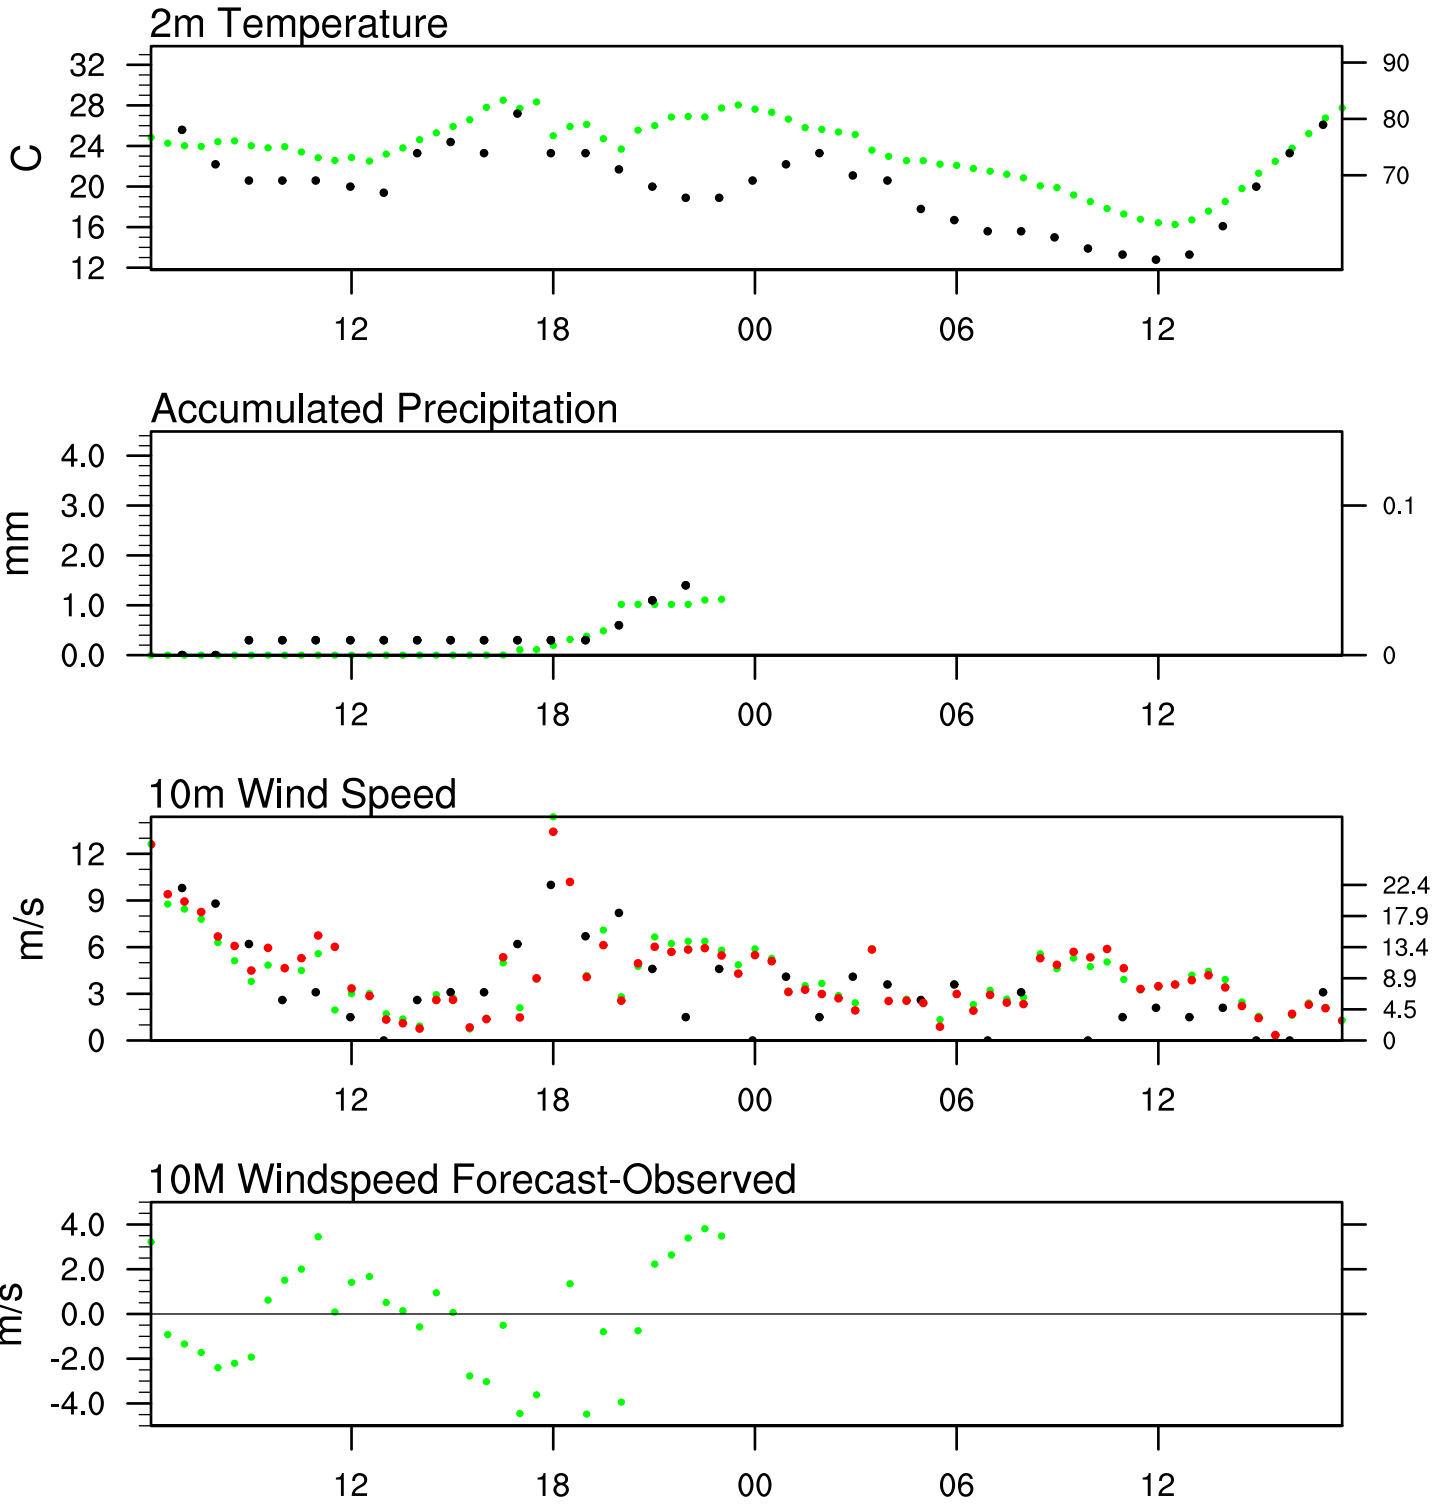 2m Temperature
32
28
24
20
16
12
C
90
80
70
12 18 00 06 12
Accumulated Precipitation
4.0
3.0
2.0
1.0
0.0
mm
0.1
0
12 18 00 06 12
10m Wind Speed
12
9
6
3
0
m/s
22.4
17.9
13.4
8.9
4.5
0
12 18 00 06 12
10M Windspeed Forecast-Observed
4.0
2.0
0.0
-2.0
-4.0
m/s
12 18 00 06 12